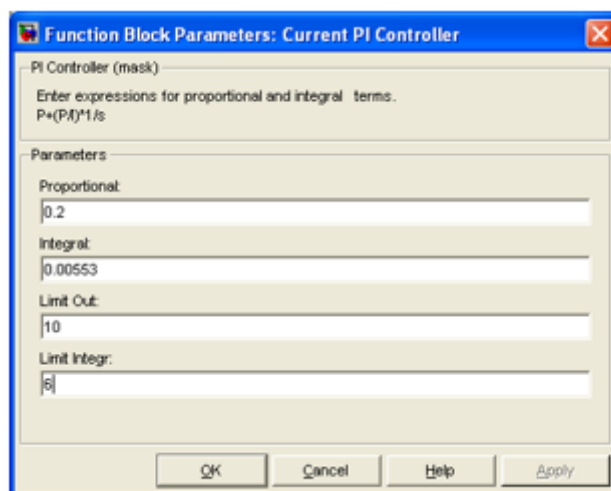 Function Block Parameters: Current PI Controller
PI Controller (mask)
Enter expressions for proportional and integral terms.
P+(P/I)*1/s
Parameters
Proportional:
0.2
Integral:
0.00553
Limit Out:
10
Limit Integr:
6
OK Cancel Help Apply